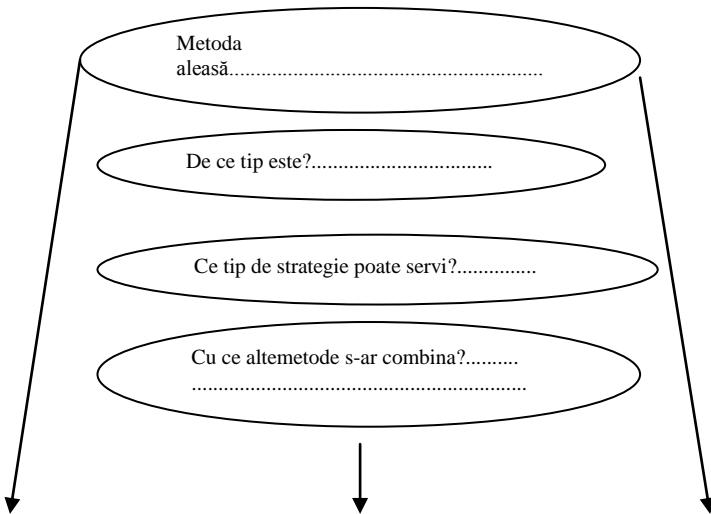 Metoda
aleasă..........................................................
De ce tip este?..................................
Ce tip de strategie poate servi?...............
Cu ce altemetode s-ar combina?..........
..............................................................